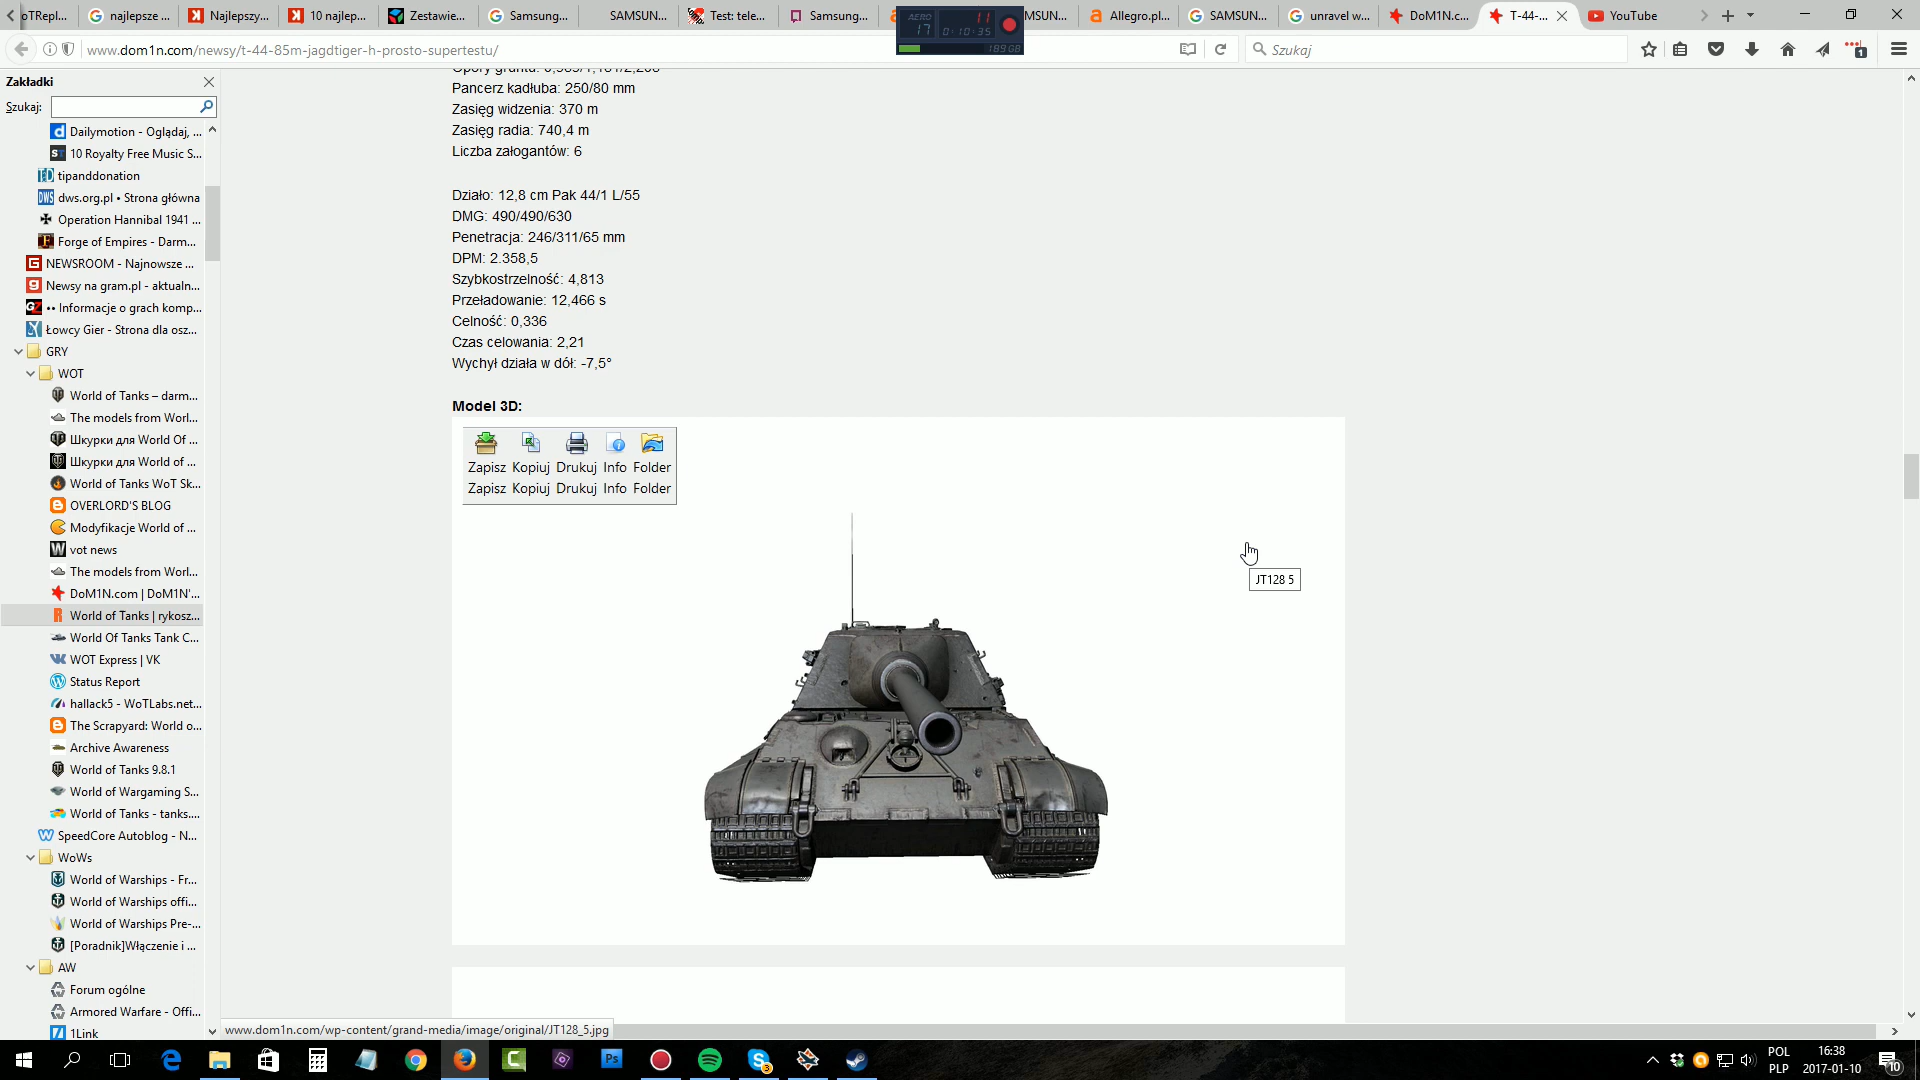 oTRepl...
najlepsze ...
Najlepszy...
10 najlep...
Zestawie...
Samsung...
SAMSUN...
Test: tele...
Samsung...
MSUN...
Allegro.pl...
SAMSUN...
unravel w...
DoM1N.c...
T-44-...
YouTube
AERO
17
11
0:10:35
189GB
www.dom1n.com/newsy/t-44-85m-jagdtiger-h-prosto-supertestu/
Szukaj
Zakładki
Szukaj:
Dailymotion - Oglądaj, ...
10 Royalty Free Music S...
tipanddonation
dws.org.pl • Strona główna
Operation Hannibal 1941 ...
Forge of Empires - Darm...
NEWSROOM - Najnowsze ...
Newsy na gram.pl - aktualn...
•• Informacje o grach komp...
Łowcy Gier - Strona dla osz...
GRY
WOT
World of Tanks – darm...
The models from Worl...
Шкурки для World Of ...
Шкурки для World of ...
World of Tanks WoT Sk...
OVERLORD'S BLOG
Modyfikacje World of ...
vot news
The models from Worl...
DoM1N.com | DoM1N'...
World of Tanks | rykosz...
World Of Tanks Tank C...
WOT Express | VK
Status Report
hallack5 - WoTLabs.net...
The Scrapyard: World o...
Archive Awareness
World of Tanks 9.8.1
World of Wargaming S...
World of Tanks - tanks....
SpeedCore Autoblog - N...
WoWs
World of Warships - Fr...
World of Warships offi...
World of Warships Pre-...
[Poradnik]Włączenie i ...
AW
Forum ogólne
Armored Warfare - Offi...
1Link
Pancerz kadłuba: 250/80 mm
Zasięg widzenia: 370 m
Zasięg radia: 740,4 m
Liczba załogantów: 6
Działo: 12,8 cm Pak 44/1 L/55
DMG: 490/490/630
Penetracja: 246/311/65 mm
DPM: 2.358,5
Szybkostrzelność: 4,813
Przeładowanie: 12,466 s
Celność: 0,336
Czas celowania: 2,21
Wychył działa w dół: -7,5°
Model 3D:
Zapisz Kopiuj Drukuj Info Folder
Zapisz Kopiuj Drukuj Info Folder
JT128 5
www.dom1n.com/wp-content/grand-media/image/original/JT128_5.jpg
POL
PLP
16:38
2017-01-10
10